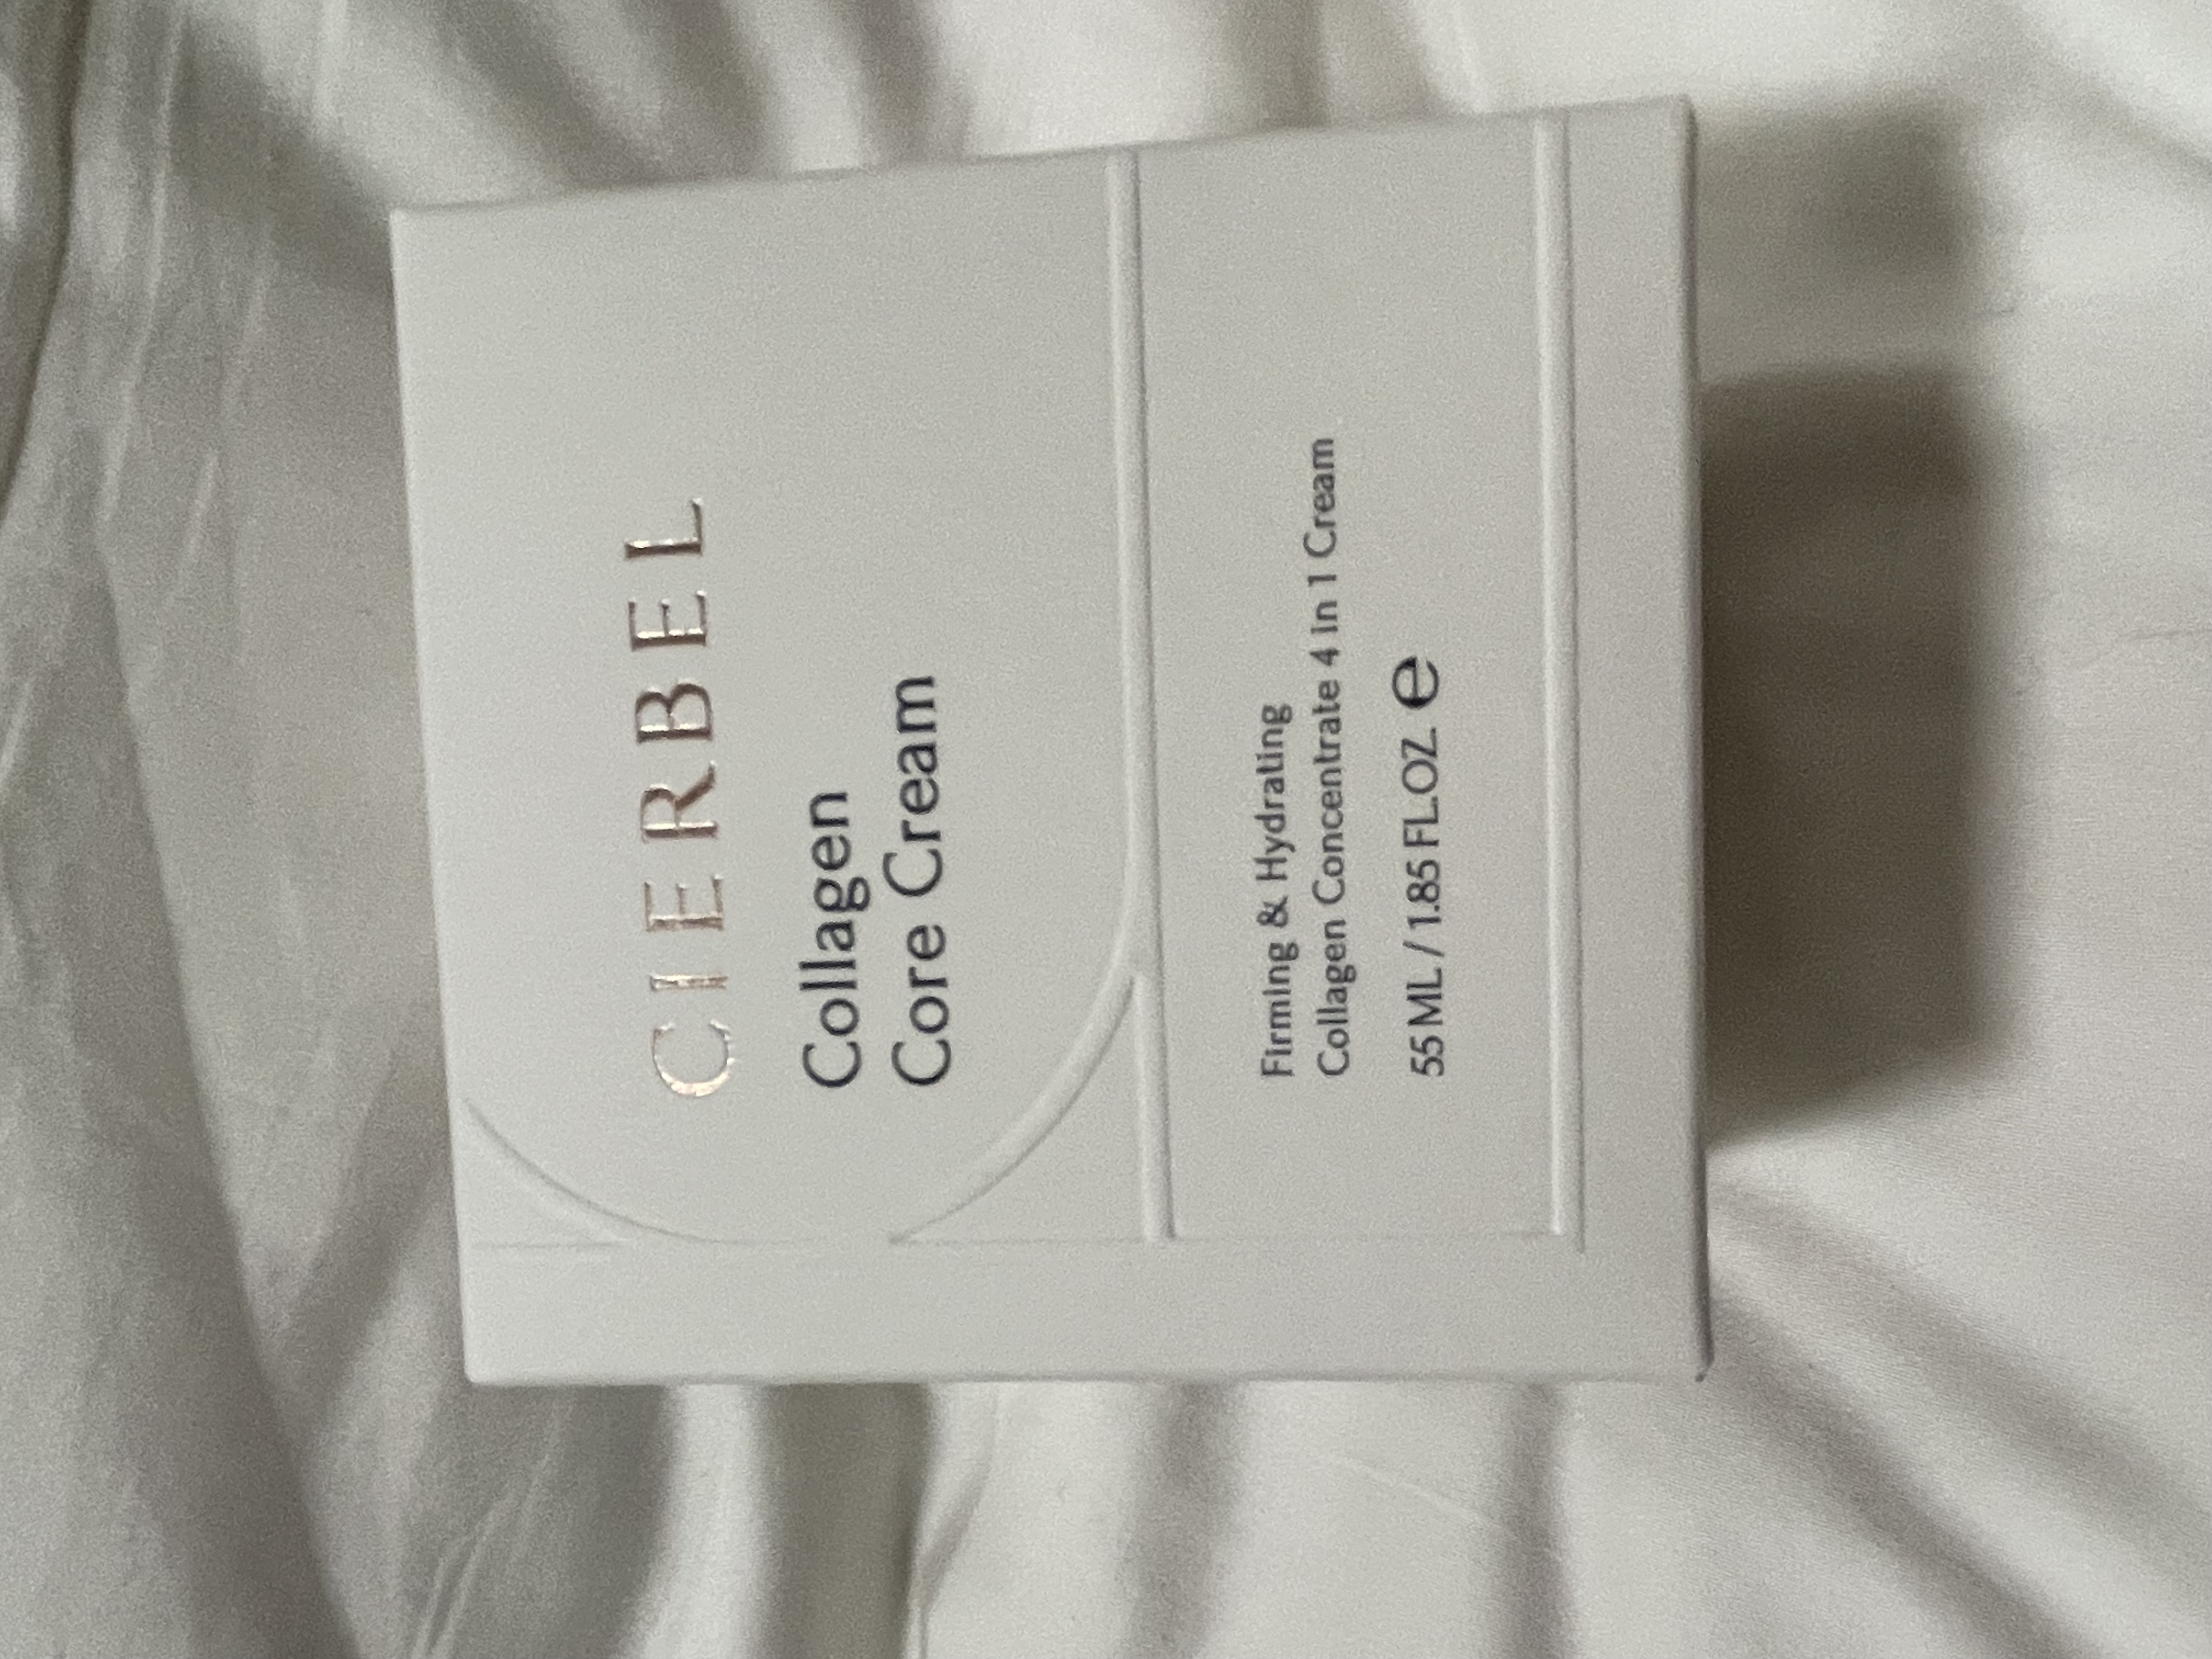 CIERBEL
Collagen
Core Cream
Firming & Hydrating
Collagen Concentrate 4 in 1 Cream
55 ML / 1.85 FL.OZ. ℮